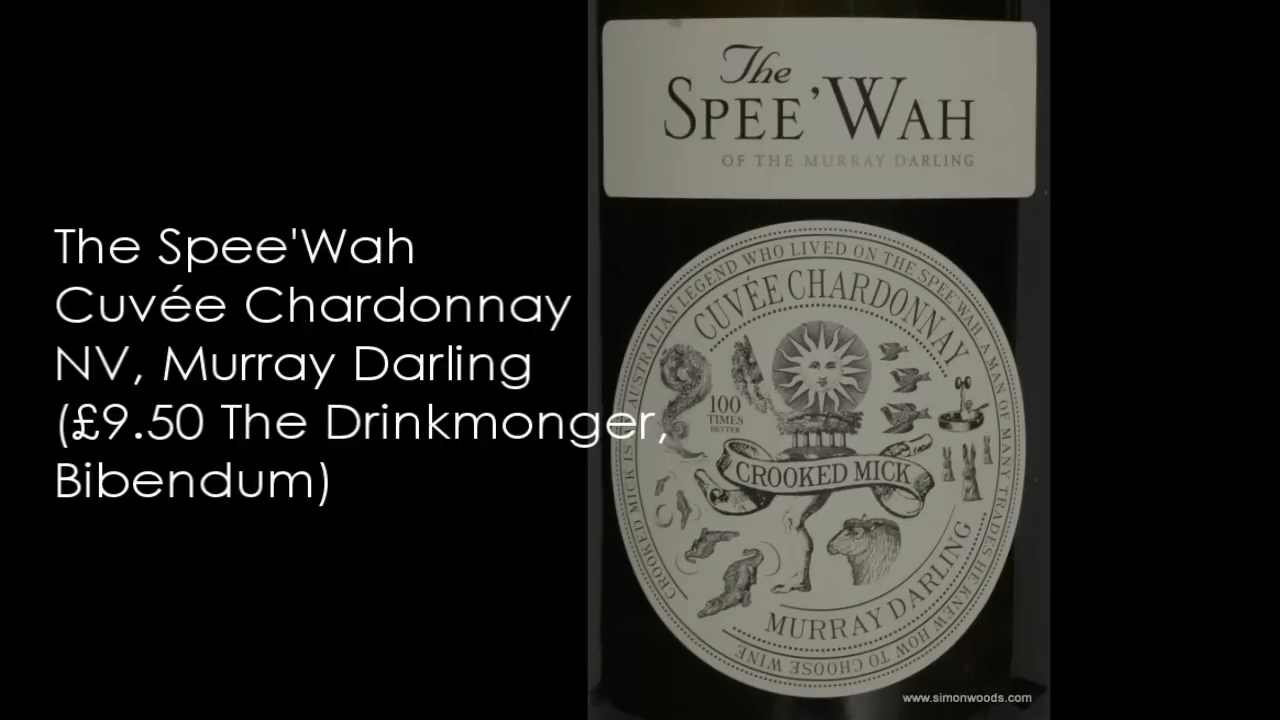 The Spee'Wah
Cuvée Chardonnay
NV, Murray Darling
(£9.50 The Drinkmonger,
Bibendum)
The
SPEE'WAH
OF THE MURRAY DARLING
CROOKED MICK IS AN AUSTRALIAN LEGEND WHO LIVED ON THE SPEE'WAH A MAN OF MANY TRADES HE KNEW HOW TO CHOOSE WINE
CUVÉE CHARDONNAY
100
TIMES
BETTER
CROOKED MICK
MURRAY DARLING
www.simonwoods.com